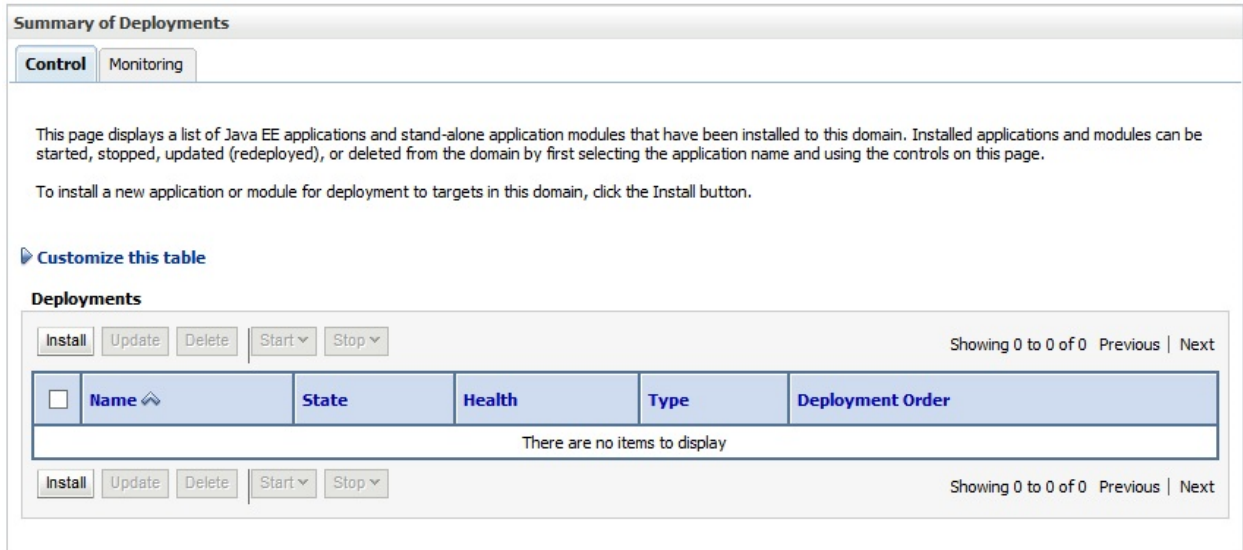 Summary of Deployments
Control Monitoring
This page displays a list of Java EE applications and stand-alone application modules that have been installed to this domain. Installed applications and modules can be
started, stopped, updated (redeployed), or deleted from the domain by first selecting the application name and using the controls on this page.
To install a new application or module for deployment to targets in this domain, click the Install button.
Customize this table
Deployments
Install Update Delete Start Stop Showing 0 to 0 of 0 Previous | Next
Name State Health Type Deployment Order
There are no items to display
Install Update Delete Start Stop Showing 0 to 0 of 0 Previous | Next